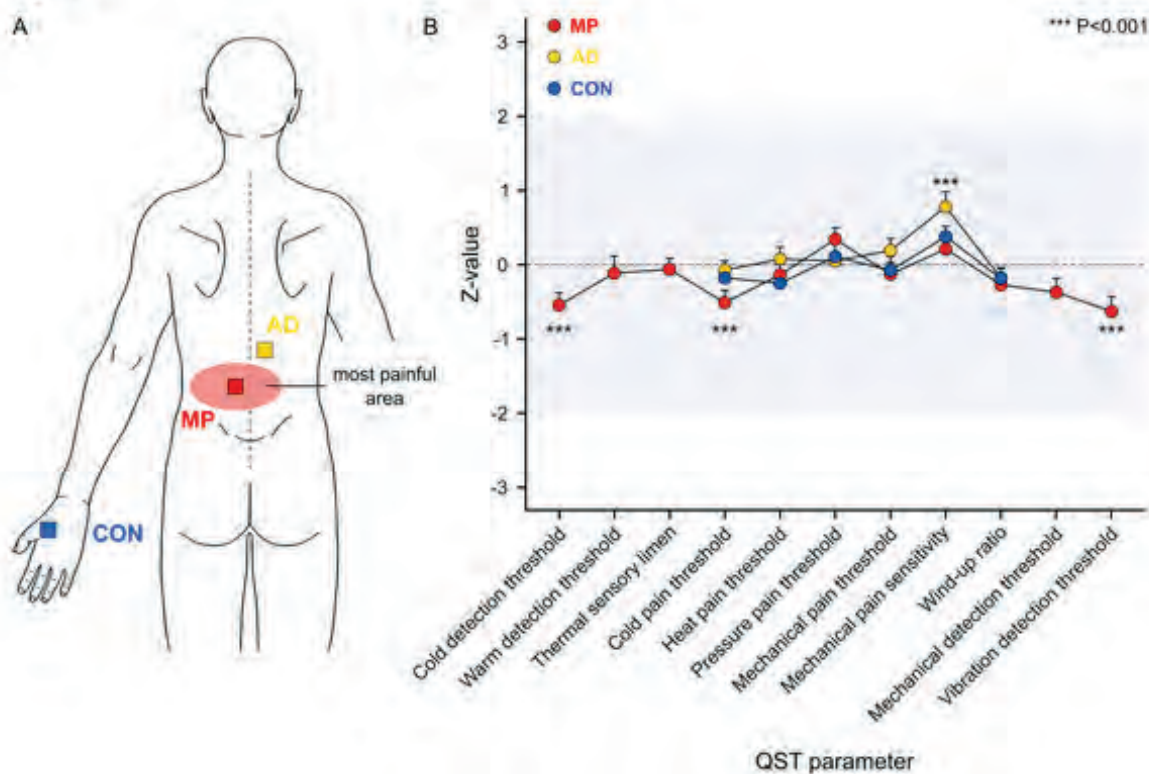 A
AD
most painful
area
MP
CON
B
MP
AD
CON
*** P<0.001
3
2
1
0
-1
-2
-3
Z-value
***
***
***
***
Cold detection threshold
Warm detection threshold
Thermal sensory limen
Cold pain threshold
Heat pain threshold
Pressure pain threshold
Mechanical pain threshold
Mechanical pain sensitivity
Wind-up ratio
Mechanical detection threshold
Vibration detection threshold
QST parameter